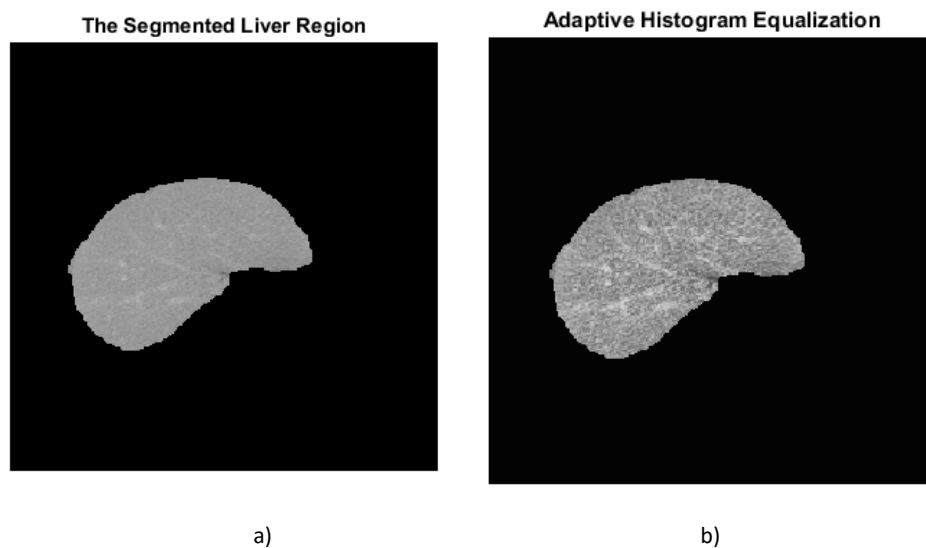 The Segmented Liver Region
Adaptive Histogram Equalization
a)
b)